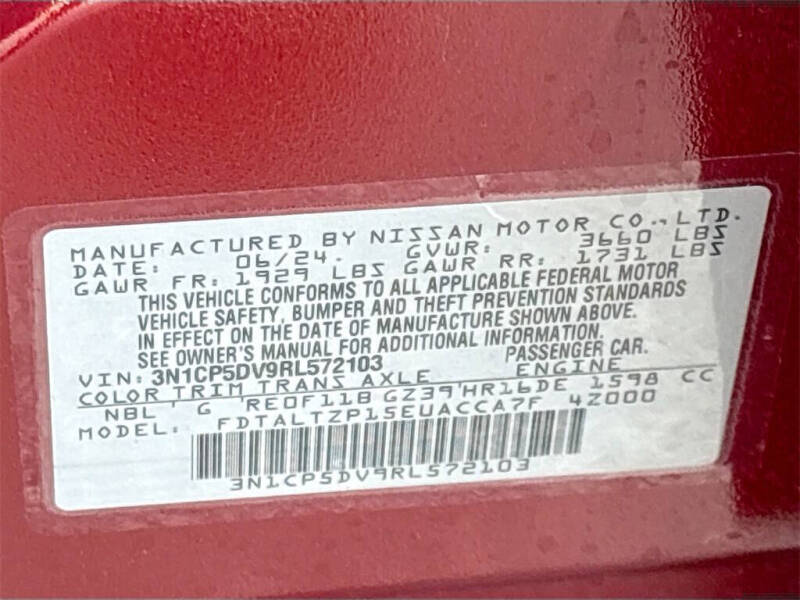 MANUFACTURED BY NISSAN MOTOR CO., LTD.
DATE: 06/24 GVWR: 3660 LBS
GAWR FR: 1929 LBS GAWR RR: 1731 LBS
THIS VEHICLE CONFORMS TO ALL APPLICABLE FEDERAL MOTOR
VEHICLE SAFETY, BUMPER AND THEFT PREVENTION STANDARDS
IN EFFECT ON THE DATE OF MANUFACTURE SHOWN ABOVE.
SEE OWNER'S MANUAL FOR ADDITIONAL INFORMATION.
VIN: 3N1CP5DV9RL572103 PASSENGER CAR.
COLOR TRIM TRANS AXLE ENGINE
NBL G RE0F11B GZ39 HR16DE 1598 CC
MODEL: FDTALTZP15EUACCA7F 4Z000
3N1CP5DV9RL572103